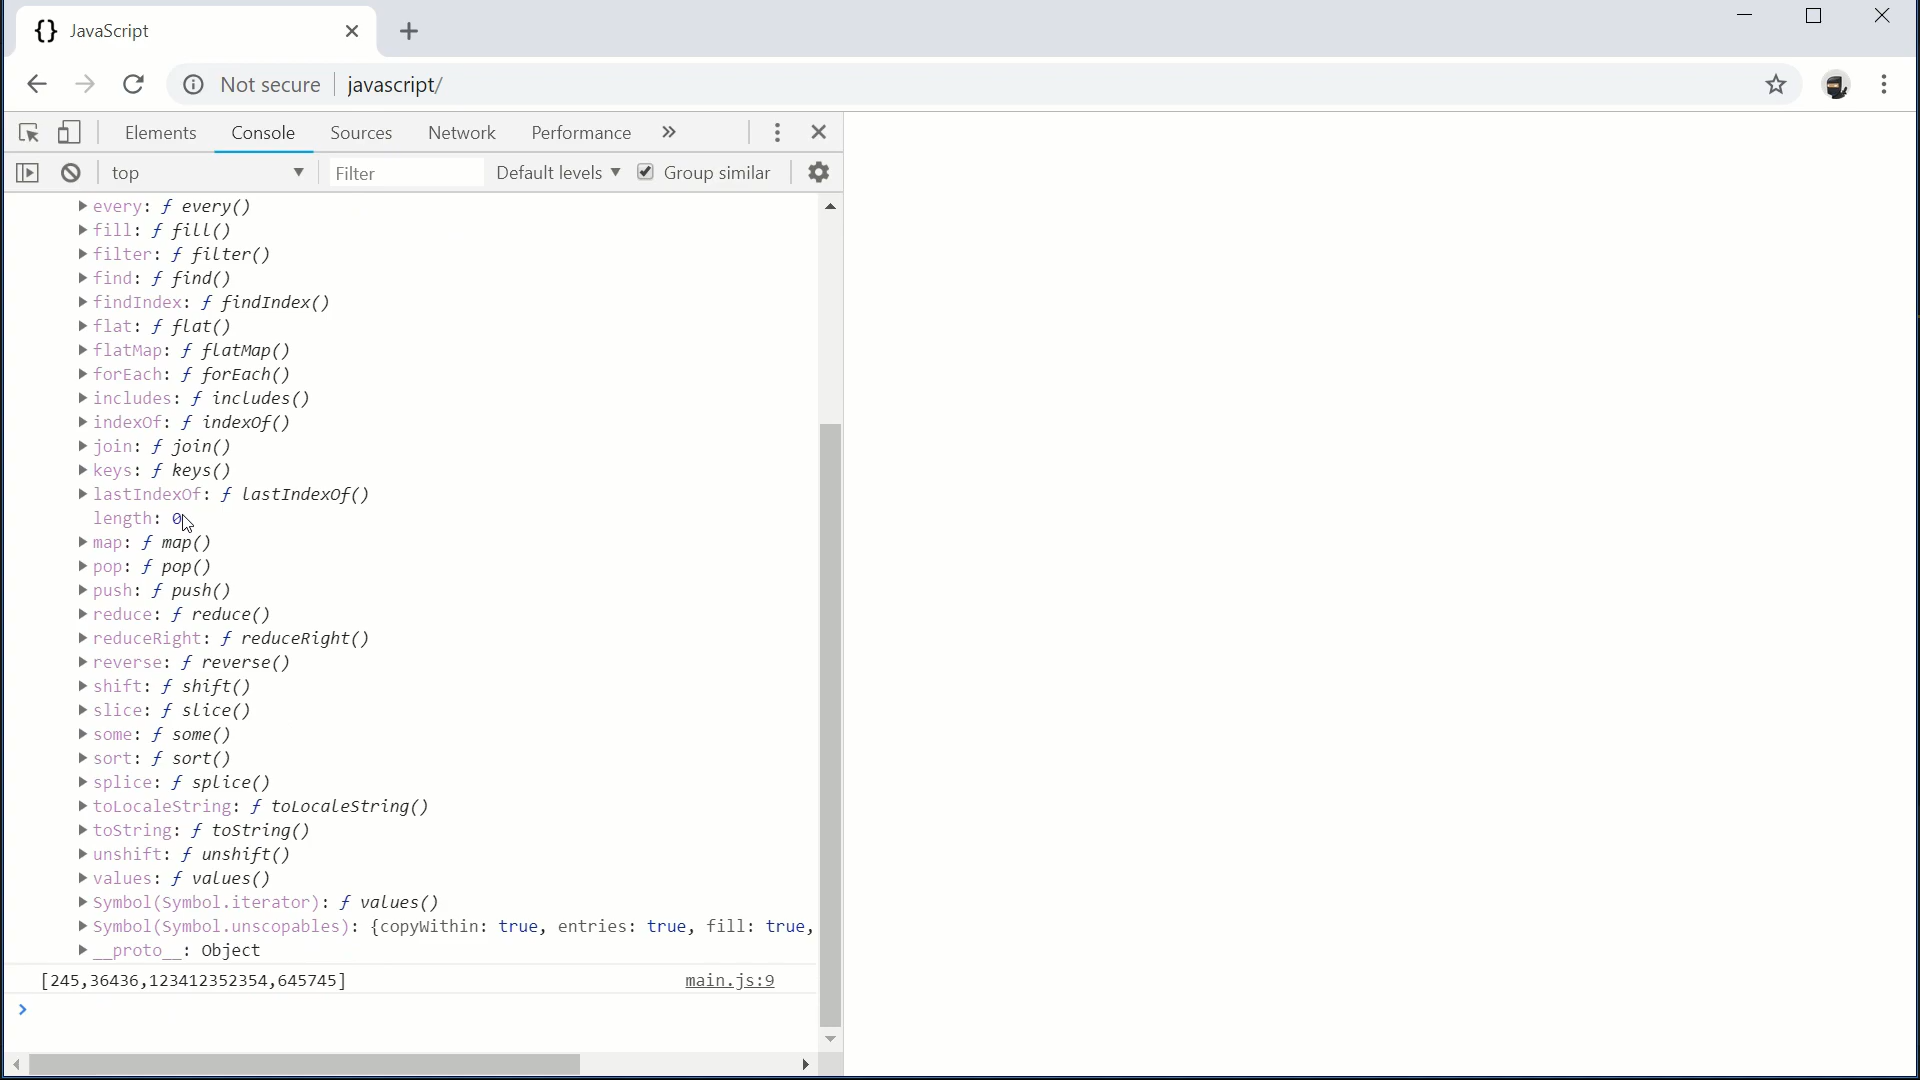 {} JavaScript
Not secure javascript/
Elements Console Sources Network Performance »
top Filter Default levels Group similar
every: ƒ every()
fill: ƒ fill()
filter: ƒ filter()
find: ƒ find()
findIndex: ƒ findIndex()
flat: ƒ flat()
flatMap: ƒ flatMap()
forEach: ƒ forEach()
includes: ƒ includes()
indexOf: ƒ indexOf()
join: ƒ join()
keys: ƒ keys()
lastIndexOf: ƒ lastIndexOf()
length: 0
map: ƒ map()
pop: ƒ pop()
push: ƒ push()
reduce: ƒ reduce()
reduceRight: ƒ reduceRight()
reverse: ƒ reverse()
shift: ƒ shift()
slice: ƒ slice()
some: ƒ some()
sort: ƒ sort()
splice: ƒ splice()
toLocaleString: ƒ toLocaleString()
toString: ƒ toString()
unshift: ƒ unshift()
values: ƒ values()
Symbol(Symbol.iterator): ƒ values()
Symbol(Symbol.unscopables): {copyWithin: true, entries: true, fill: true,
__proto__: Object
[245,36436,123412352354,645745] main.js:9